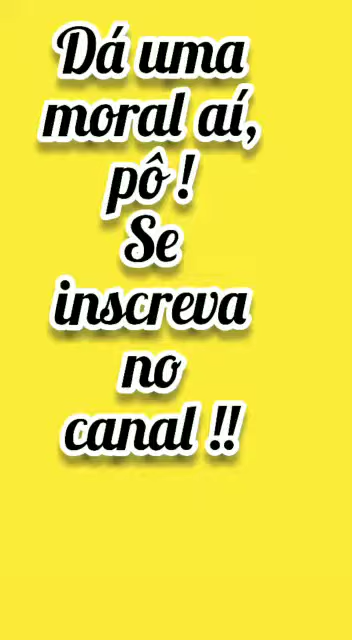 Dá uma
moral aí,
pô !
Se
inscreva
no
canal !!